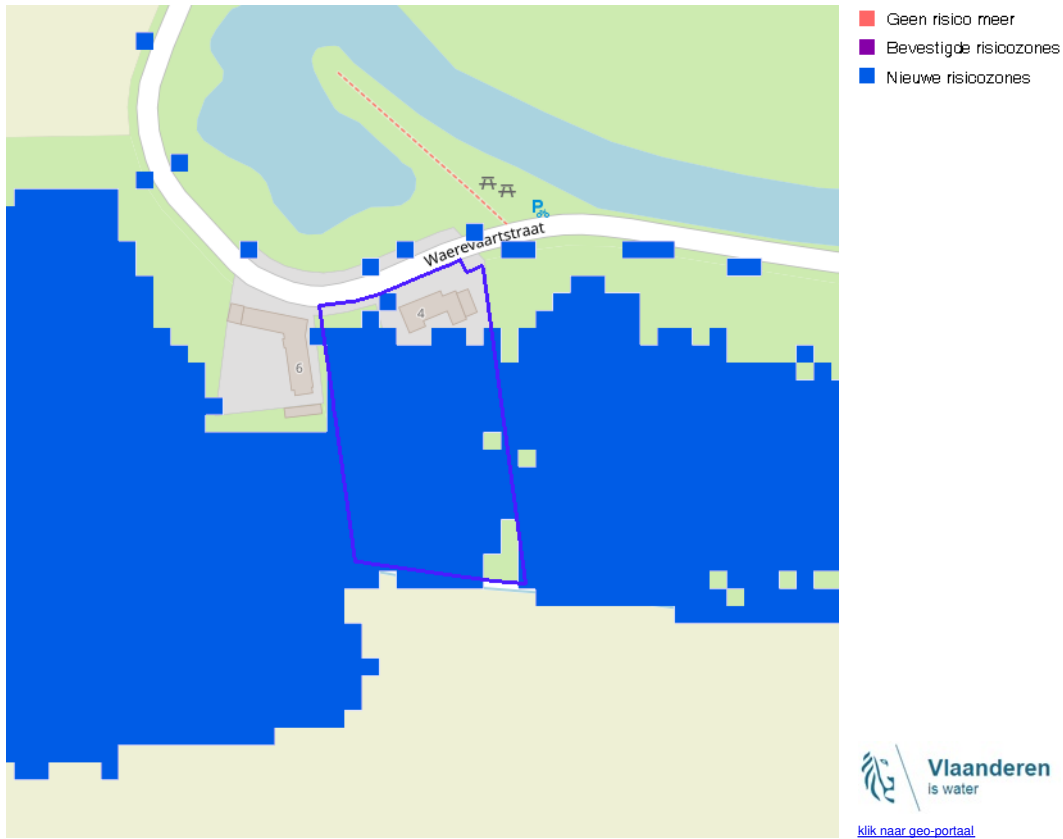 Geen risico meer
Bevestigde risicozones
Nieuwe risicozones
P
Waerevaartstraat
4
6
Vlaanderen
is water
klik naar geo-portaal